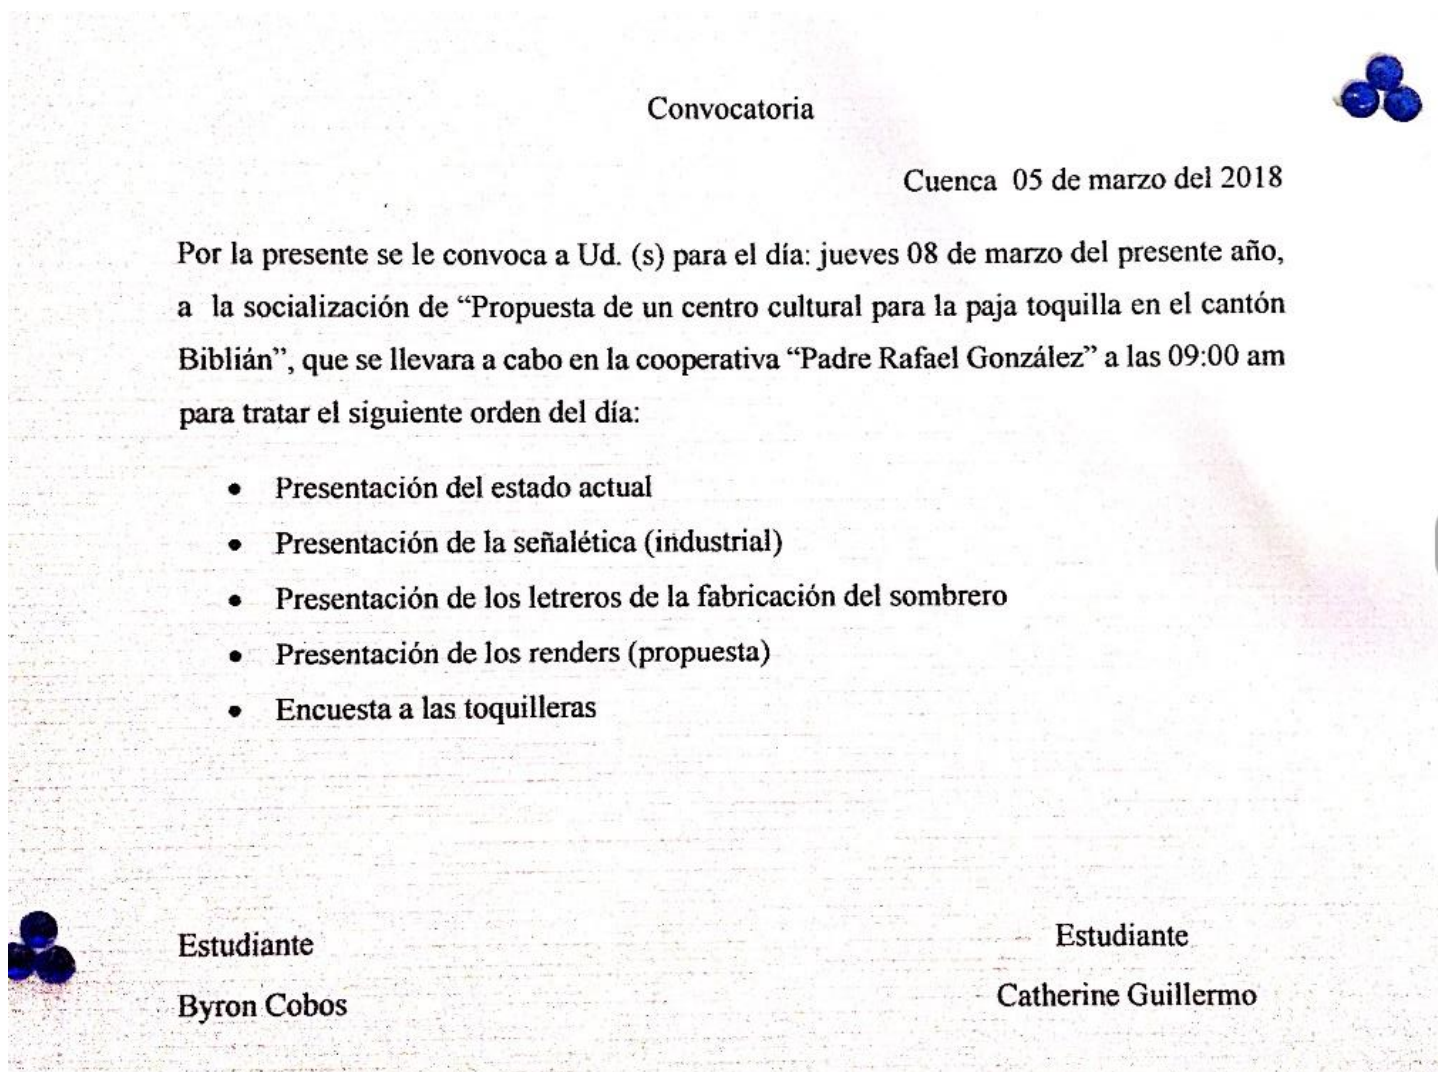 Convocatoria
Cuenca  05 de marzo del 2018
Por la presente se le convoca a Ud. (s) para el día: jueves 08 de marzo del presente año,
a  la socialización de “Propuesta de un centro cultural para la paja toquilla en el cantón
Biblián”, que se llevara a cabo en la cooperativa “Padre Rafael González” a las 09:00 am
para tratar el siguiente orden del día:
• Presentación del estado actual
• Presentación de la señalética (industrial)
• Presentación de los letreros de la fabricación del sombrero
• Presentación de los renders (propuesta)
• Encuesta a las toquilleras
Estudiante
Byron Cobos
Estudiante
Catherine Guillermo